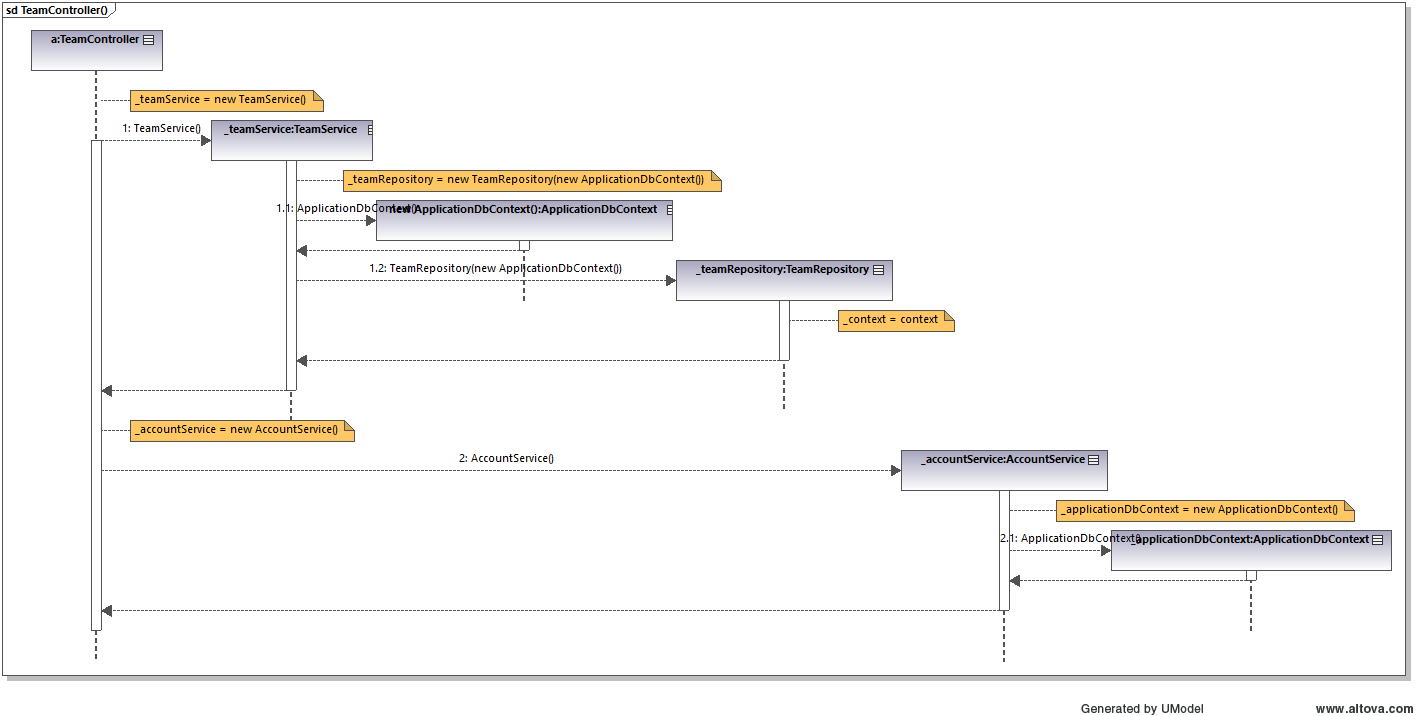 sd TeamController()
a:TeamController
_teamService = new TeamService()
1: TeamService()
_teamService:TeamService
_teamRepository = new TeamRepository(new ApplicationDbContext())
1.1: ApplicationDbContext()
new ApplicationDbContext():ApplicationDbContext
1.2: TeamRepository(new ApplicationDbContext())
_teamRepository:TeamRepository
_context = context
_accountService = new AccountService()
2: AccountService()
_accountService:AccountService
_applicationDbContext = new ApplicationDbContext()
2.1: ApplicationDbContext()
_applicationDbContext:ApplicationDbContext
Generated by UModel
www.altova.com